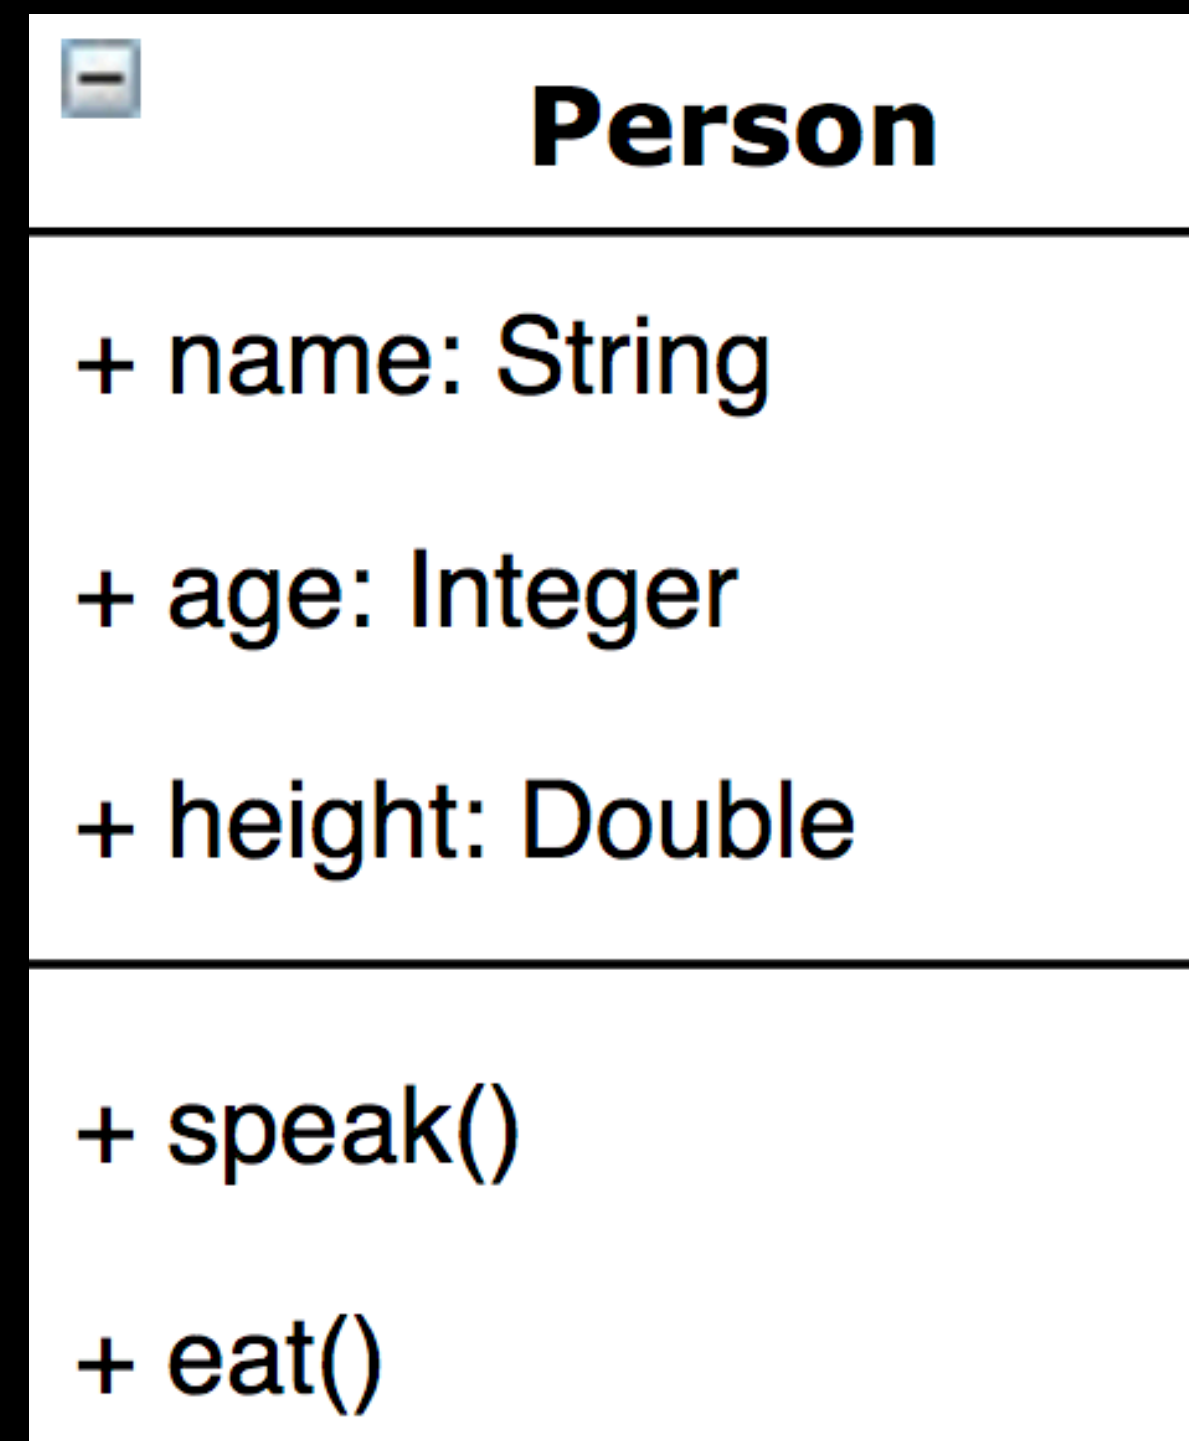 Person
+ name: String
+ age: Integer
+ height: Double
+ speak()
+ eat()